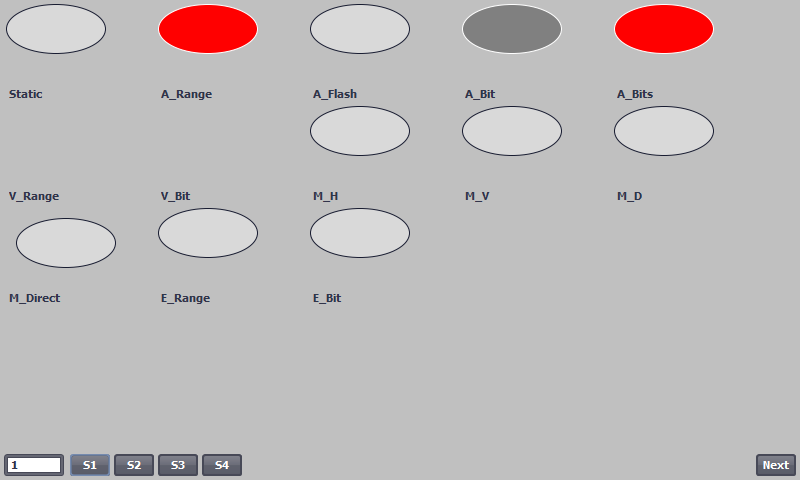 Static A_Range A_Flash A_Bit A_Bits
V_Range V_Bit M_H M_V M_D
M_Direct E_Range E_Bit
1 S1 S2 S3 S4 Next